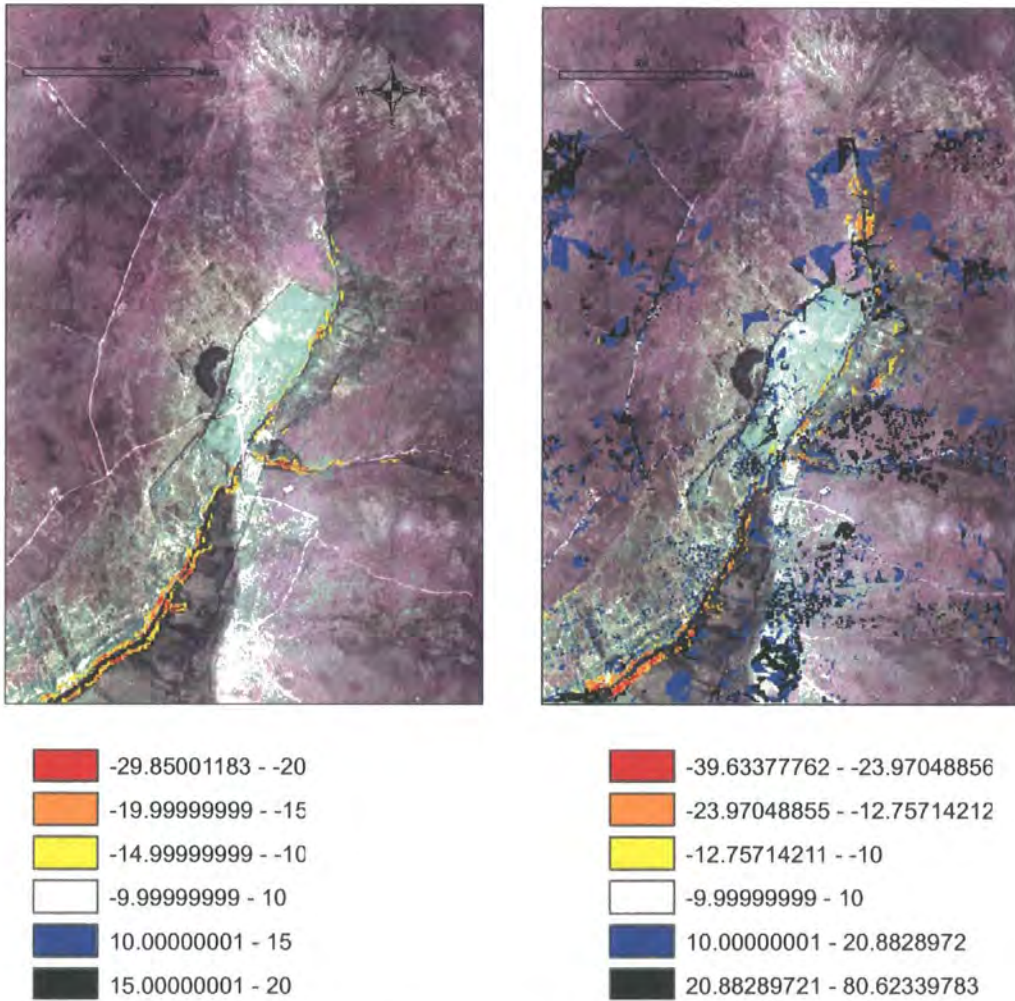 W E
-29.85001183 - -20
-19.99999999 - -15
-14.99999999 - -10
-9.99999999 - 10
10.00000001 - 15
15.00000001 - 20
-39.63377762 - -23.97048856
-23.97048855 - -12.75714212
-12.75714211 - -10
-9.99999999 - 10
10.00000001 - 20.8828972
20.88289721 - 80.62339783